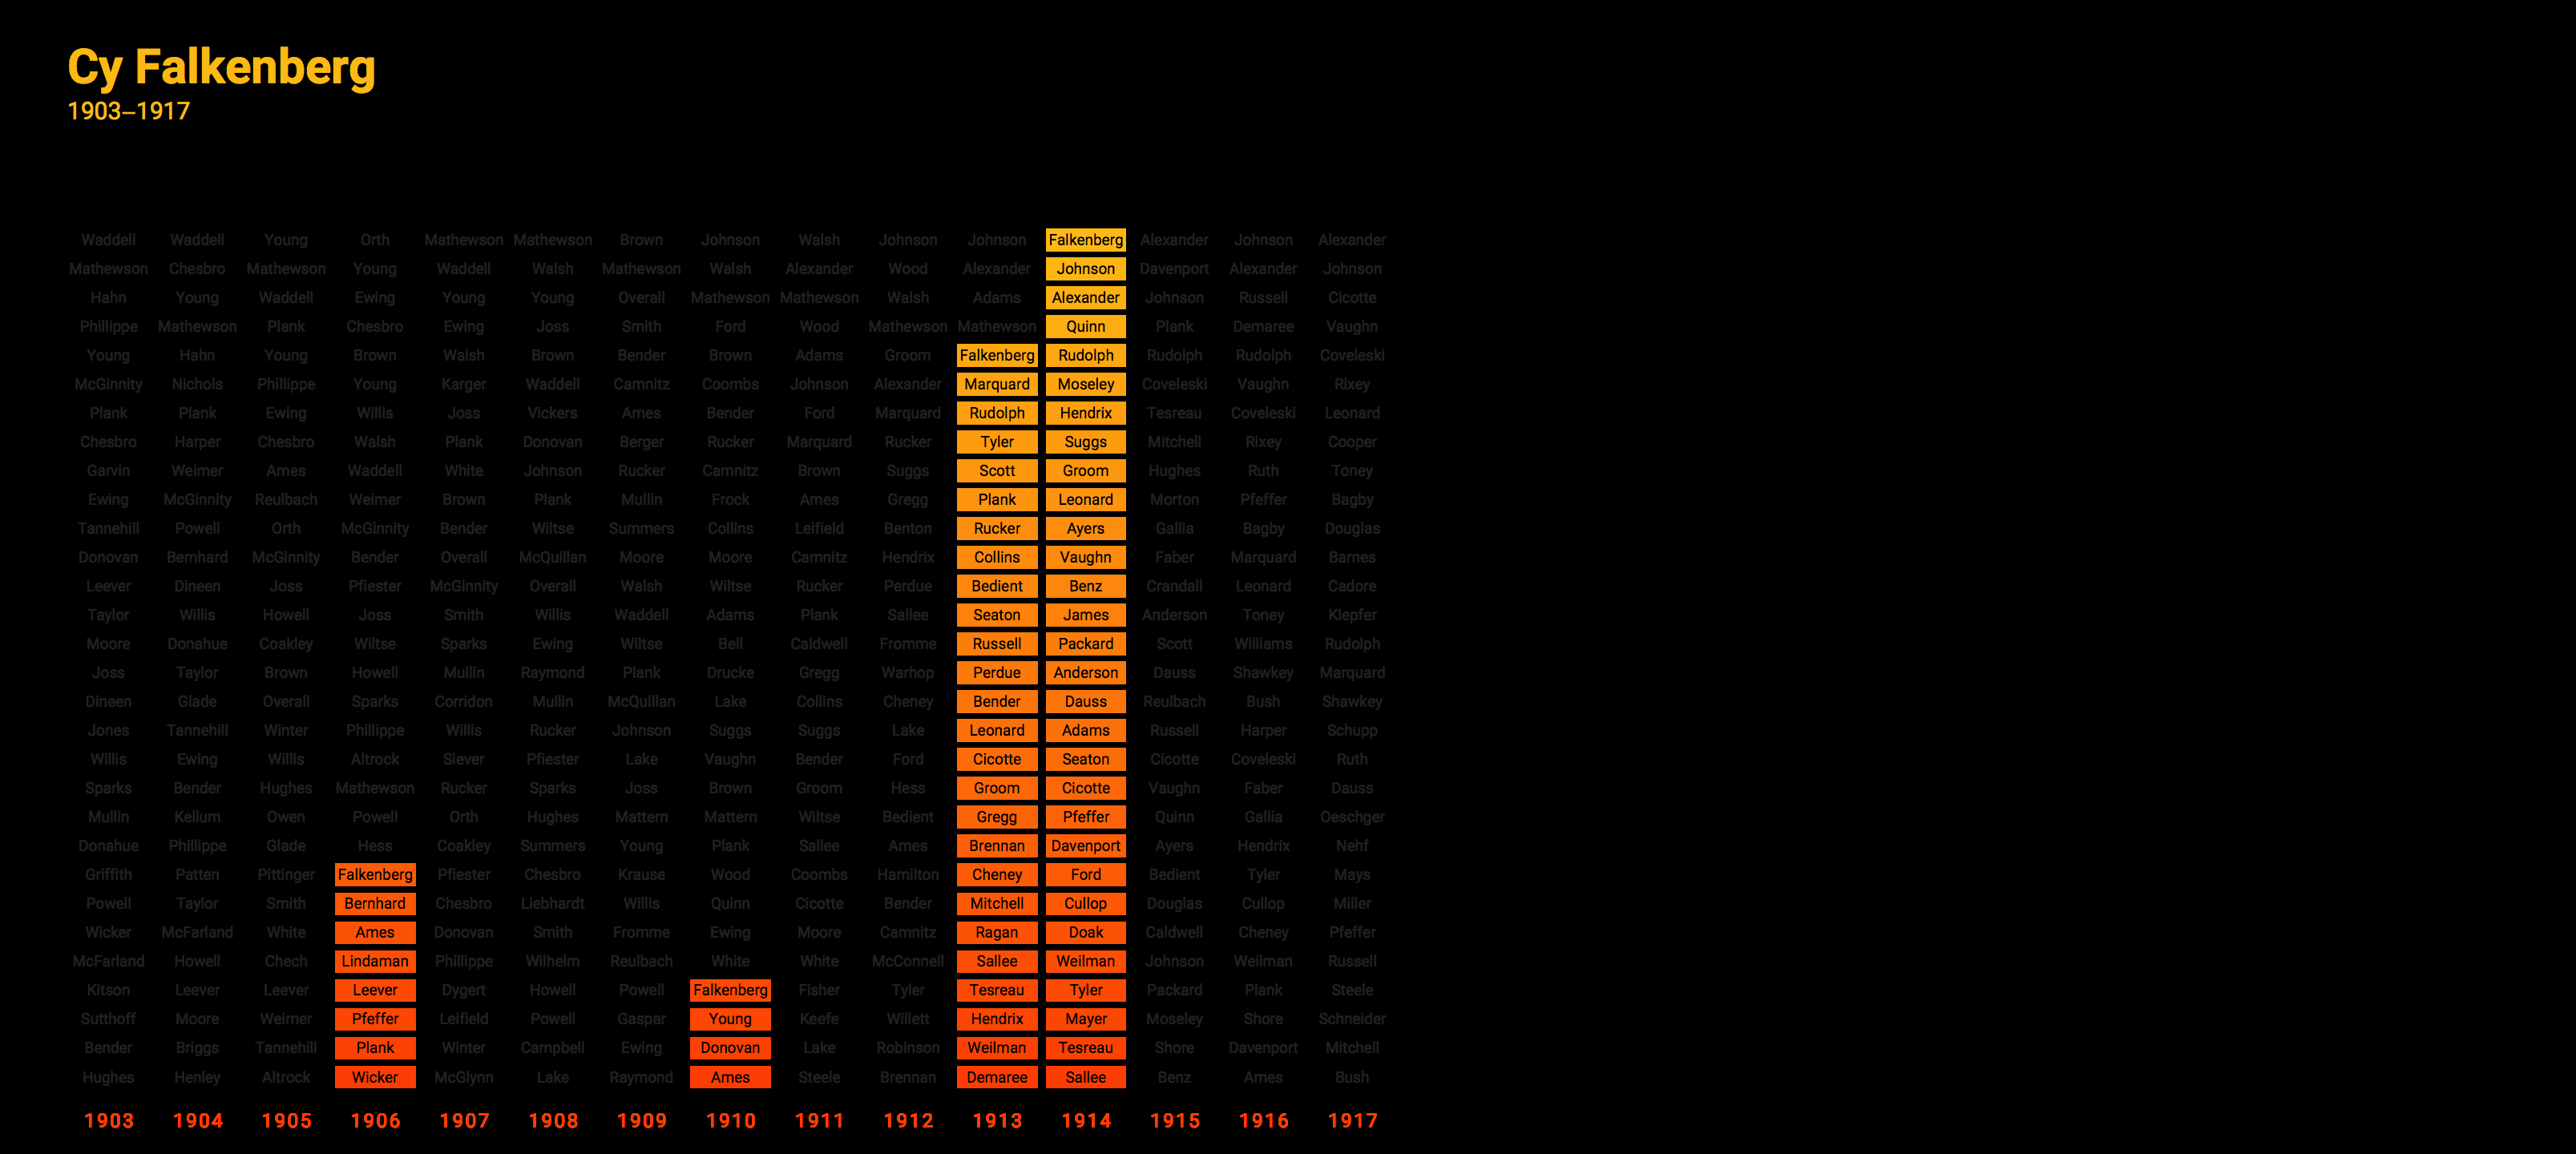 Cy Falkenberg
1903–1917
Waddell Waddell Young Orth Mathewson Mathewson Brown Johnson Walsh Johnson Johnson Falkenberg Alexander Johnson Alexander
Mathewson Chesbro Mathewson Young Waddell Walsh Mathewson Walsh Alexander Wood Alexander Johnson Davenport Alexander Johnson
Hahn Young Waddell Ewing Young Young Overall Mathewson Mathewson Walsh Adams Alexander Johnson Russell Cicotte
Phillippe Mathewson Plank Chesbro Ewing Joss Smith Ford Wood Mathewson Mathewson Quinn Plank Demaree Vaughn
Young Hahn Young Brown Walsh Brown Bender Brown Adams Groom Falkenberg Rudolph Rudolph Rudolph Coveleski
McGinnity Nichols Phillippe Young Karger Waddell Camnitz Coombs Johnson Alexander Marquard Moseley Coveleski Vaughn Rixey
Plank Plank Ewing Willis Joss Vickers Ames Bender Ford Marquard Rudolph Hendrix Tesreau Coveleski Leonard
Chesbro Harper Chesbro Walsh Plank Donovan Berger Rucker Marquard Rucker Tyler Suggs Mitchell Rixey Cooper
Garvin Weimer Ames Waddell White Johnson Rucker Camnitz Brown Suggs Scott Groom Hughes Ruth Toney
Ewing McGinnity Reulbach Weimer Brown Plank Mullin Frock Ames Gregg Plank Leonard Morton Pfeffer Bagby
Tannehill Powell Orth McGinnity Bender Wiltse Summers Collins Leifield Benton Rucker Ayers Gallia Bagby Douglas
Donovan Bernhard McGinnity Bender Overall McQuillan Moore Moore Camnitz Hendrix Collins Vaughn Faber Marquard Barnes
Leever Dineen Joss Pfiester McGinnity Overall Walsh Wiltse Rucker Perdue Bedient Benz Crandall Leonard Cadore
Taylor Willis Howell Joss Smith Willis Waddell Adams Plank Sallee Seaton James Anderson Toney Klepfer
Moore Donahue Coakley Wiltse Sparks Ewing Wiltse Bell Caldwell Fromme Russell Packard Scott Williams Rudolph
Joss Taylor Brown Howell Mullin Raymond Plank Drucke Gregg Warhop Perdue Anderson Dauss Shawkey Marquard
Dineen Glade Overall Sparks Corridon Mullin McQuillan Lake Collins Cheney Bender Dauss Reulbach Bush Shawkey
Jones Tannehill Winter Phillippe Willis Rucker Johnson Suggs Suggs Lake Leonard Adams Russell Harper Schupp
Willis Ewing Willis Altrock Siever Pfiester Lake Vaughn Bender Ford Cicotte Seaton Cicotte Coveleski Ruth
Sparks Bender Hughes Mathewson Rucker Sparks Joss Brown Groom Hess Groom Cicotte Vaughn Faber Dauss
Mullin Kellum Owen Powell Orth Hughes Mattern Mattern Wiltse Bedient Gregg Pfeffer Quinn Gallia Oeschger
Donahue Phillippe Glade Hess Coakley Summers Young Plank Sallee Ames Brennan Davenport Ayers Hendrix Nehf
Griffith Patten Pittinger Falkenberg Pfiester Chesbro Krause Wood Coombs Hamilton Cheney Ford Bedient Tyler Mays
Powell Taylor Smith Bernhard Chesbro Liebhardt Willis Quinn Cicotte Bender Mitchell Cullop Douglas Cullop Miller
Wicker McFarland White Ames Donovan Smith Fromme Ewing Moore Camnitz Ragan Doak Caldwell Cheney Pfeffer
McFarland Howell Chech Lindaman Phillippe Wilhelm Reulbach White White McConnell Sallee Weilman Johnson Weilman Russell
Kitson Leever Leever Leever Dygert Howell Powell Falkenberg Fisher Tyler Tesreau Tyler Packard Plank Steele
Sutthoff Moore Weimer Pfeffer Leifield Powell Gaspar Young Keefe Willett Hendrix Mayer Moseley Shore Schneider
Bender Briggs Tannehill Plank Winter Campbell Ewing Donovan Lake Robinson Weilman Tesreau Shore Davenport Mitchell
Hughes Henley Altrock Wicker McGlynn Lake Raymond Ames Steele Brennan Demaree Sallee Benz Ames Bush
1903 1904 1905 1906 1907 1908 1909 1910 1911 1912 1913 1914 1915 1916 1917